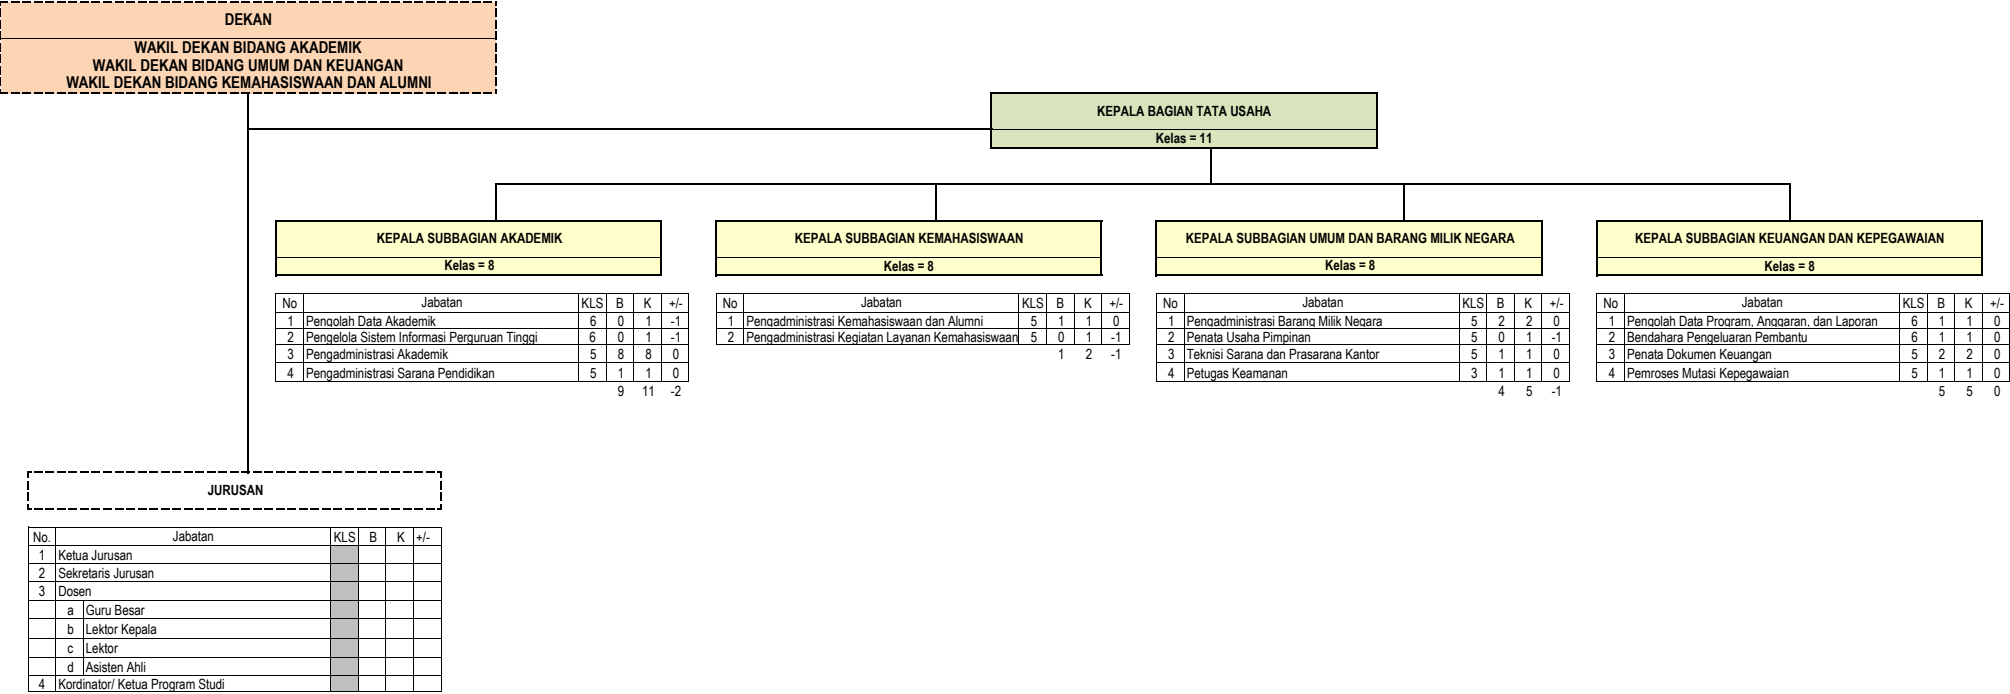 DEKAN
WAKIL DEKAN BIDANG AKADEMIK
WAKIL DEKAN BIDANG UMUM DAN KEUANGAN
WAKIL DEKAN BIDANG KEMAHASISWAAN DAN ALUMNI
KEPALA BAGIAN TATA USAHA
Kelas = 11
KEPALA SUBBAGIAN AKADEMIK
Kelas = 8
No Jabatan KLS B K +/-
1 Pengolah Data Akademik 6 0 1 -1
2 Pengelola Sistem Informasi Perguruan Tinggi 6 0 1 -1
3 Pengadministrasi Akademik 5 8 8 0
4 Pengadministrasi Sarana Pendidikan 5 1 1 0
9 11 -2
KEPALA SUBBAGIAN KEMAHASISWAAN
Kelas = 8
No Jabatan KLS B K +/-
1 Pengadministrasi Kemahasiswaan dan Alumni 5 1 1 0
2 Pengadministrasi Kegiatan Layanan Kemahasiswaan 5 0 1 -1
1 2 -1
KEPALA SUBBAGIAN UMUM DAN BARANG MILIK NEGARA
Kelas = 8
No Jabatan KLS B K +/-
1 Pengadministrasi Barang Milik Negara 5 2 2 0
2 Penata Usaha Pimpinan 5 0 1 -1
3 Teknisi Sarana dan Prasarana Kantor 5 1 1 0
4 Petugas Keamanan 3 1 1 0
4 5 -1
KEPALA SUBBAGIAN KEUANGAN DAN KEPEGAWAIAN
Kelas = 8
No Jabatan KLS B K +/-
1 Pengolah Data Program, Anggaran, dan Laporan 6 1 1 0
2 Bendahara Pengeluaran Pembantu 6 1 1 0
3 Penata Dokumen Keuangan 5 2 2 0
4 Pemroses Mutasi Kepegawaian 5 1 1 0
5 5 0
JURUSAN
No. Jabatan KLS B K +/-
1 Ketua Jurusan
2 Sekretaris Jurusan
3 Dosen
a Guru Besar
b Lektor Kepala
c Lektor
d Asisten Ahli
4 Kordinator/ Ketua Program Studi